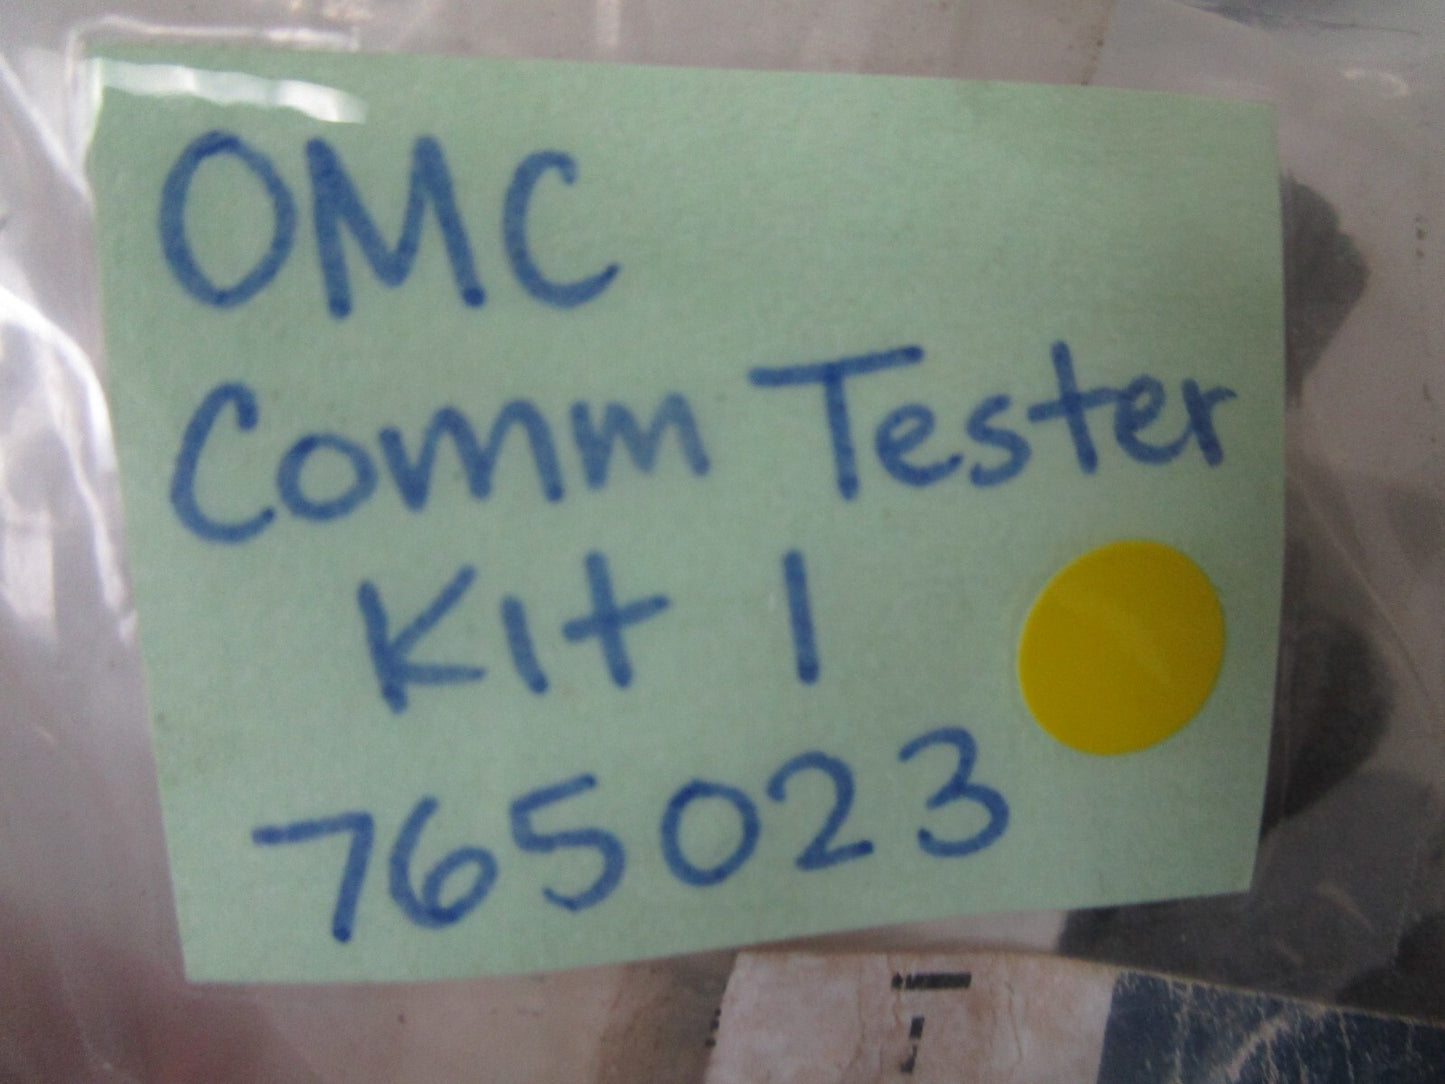 OMC
Comm Tester
Kit 1
765023